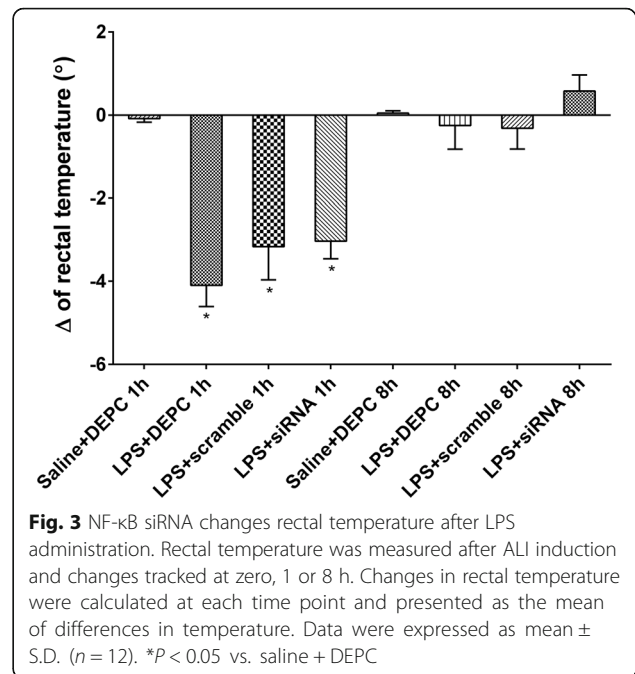 2
0
-2
-4
-6
Δ of rectal temperature (°)
*
*
*
Saline+DEPC 1h
LPS+DEPC 1h
LPS+scramble 1h
LPS+siRNA 1h
Saline+DEPC 8h
LPS+DEPC 8h
LPS+scramble 8h
LPS+siRNA 8h
Fig. 3 NF-κB siRNA changes rectal temperature after LPS
administration. Rectal temperature was measured after ALI induction
and changes tracked at zero, 1 or 8 h. Changes in rectal temperature
were calculated at each time point and presented as the mean
of differences in temperature. Data were expressed as mean ±
S.D. (n = 12). *P < 0.05 vs. saline + DEPC